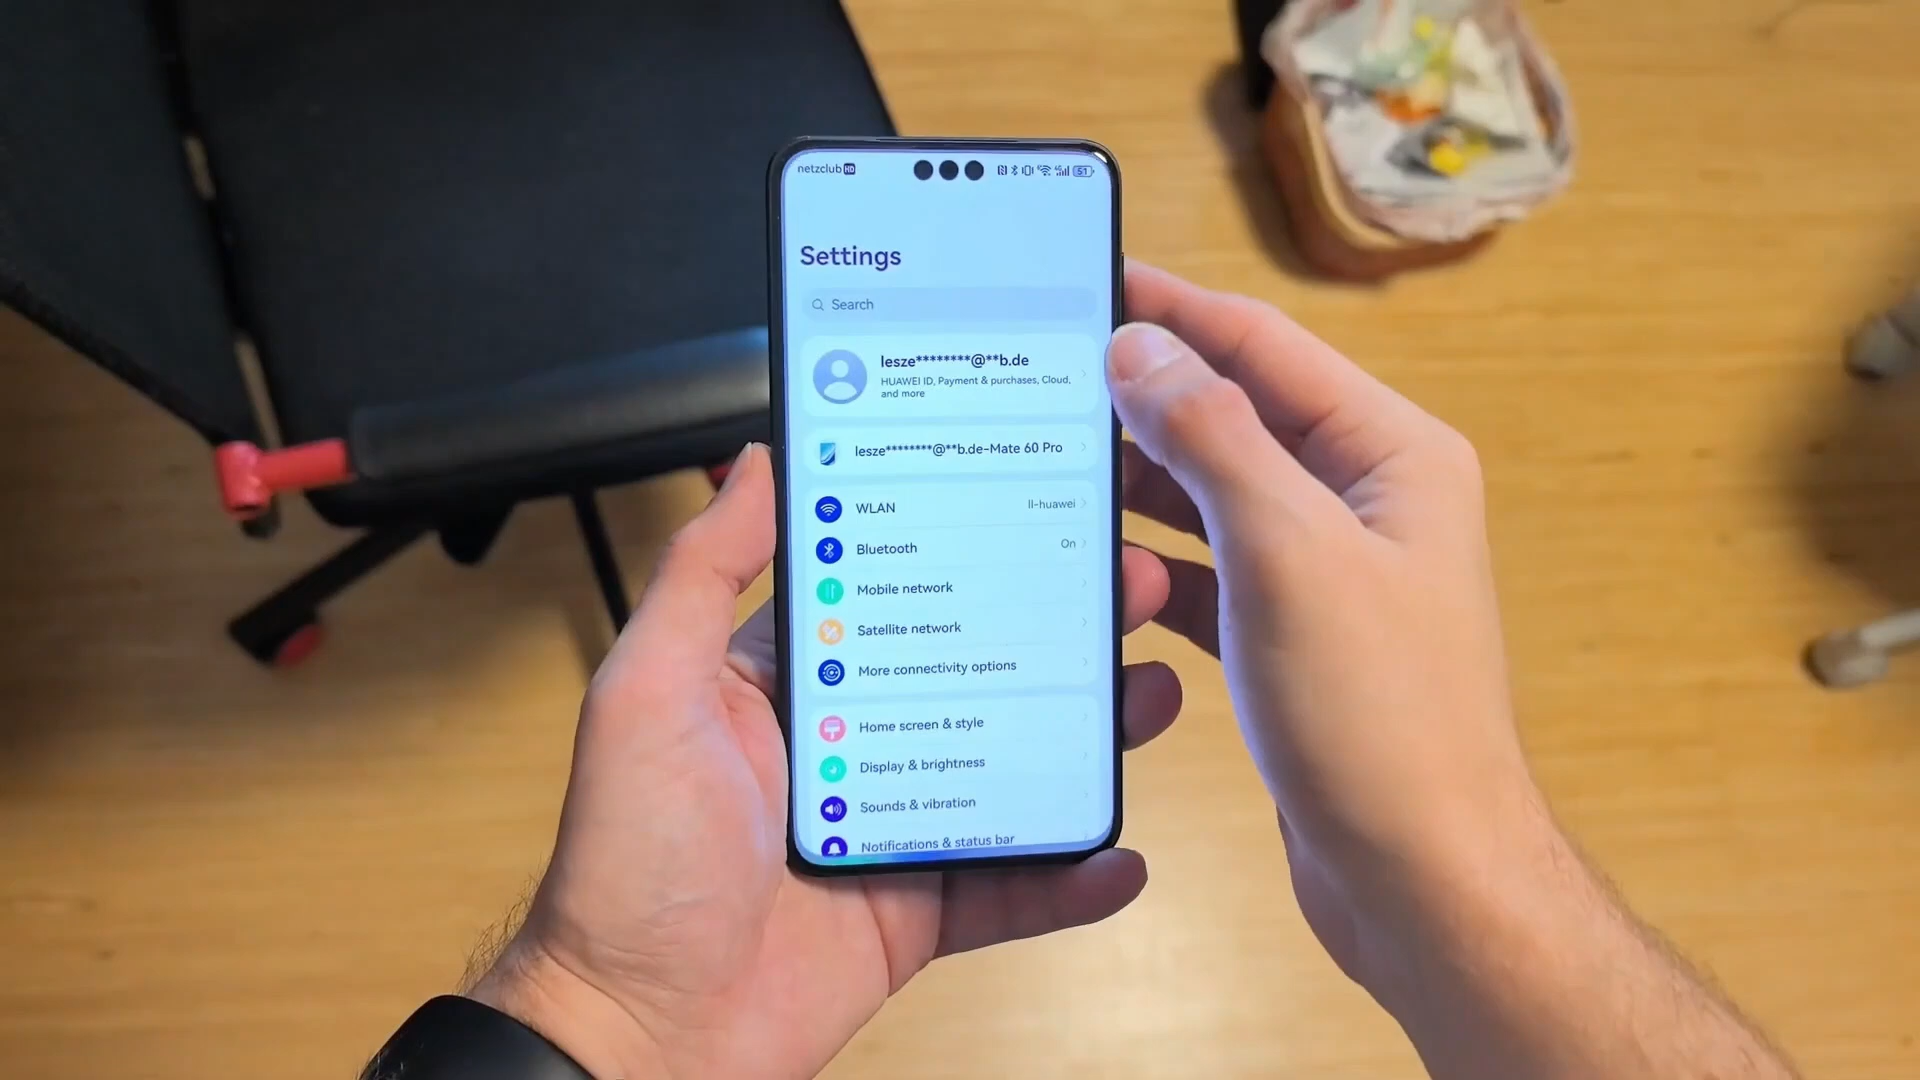 netzclub HD
51
Settings
Search
lesze********@**b.de
HUAWEI ID, Payment & purchases, Cloud,
and more
lesze********@**b.de-Mate 60 Pro
WLAN ll-huawei
Bluetooth On
Mobile network
Satellite network
More connectivity options
Home screen & style
Display & brightness
Sounds & vibration
Notifications & status bar